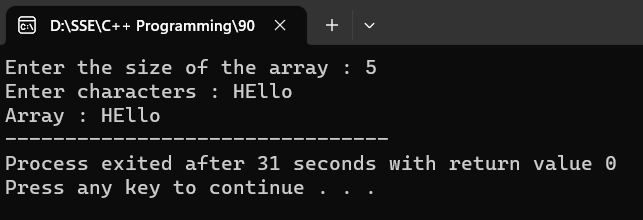 D:\SSE\C++ Programming\90
Enter the size of the array : 5
Enter characters : HEllo
Array : HEllo
--------------------------------
Process exited after 31 seconds with return value 0
Press any key to continue . . .